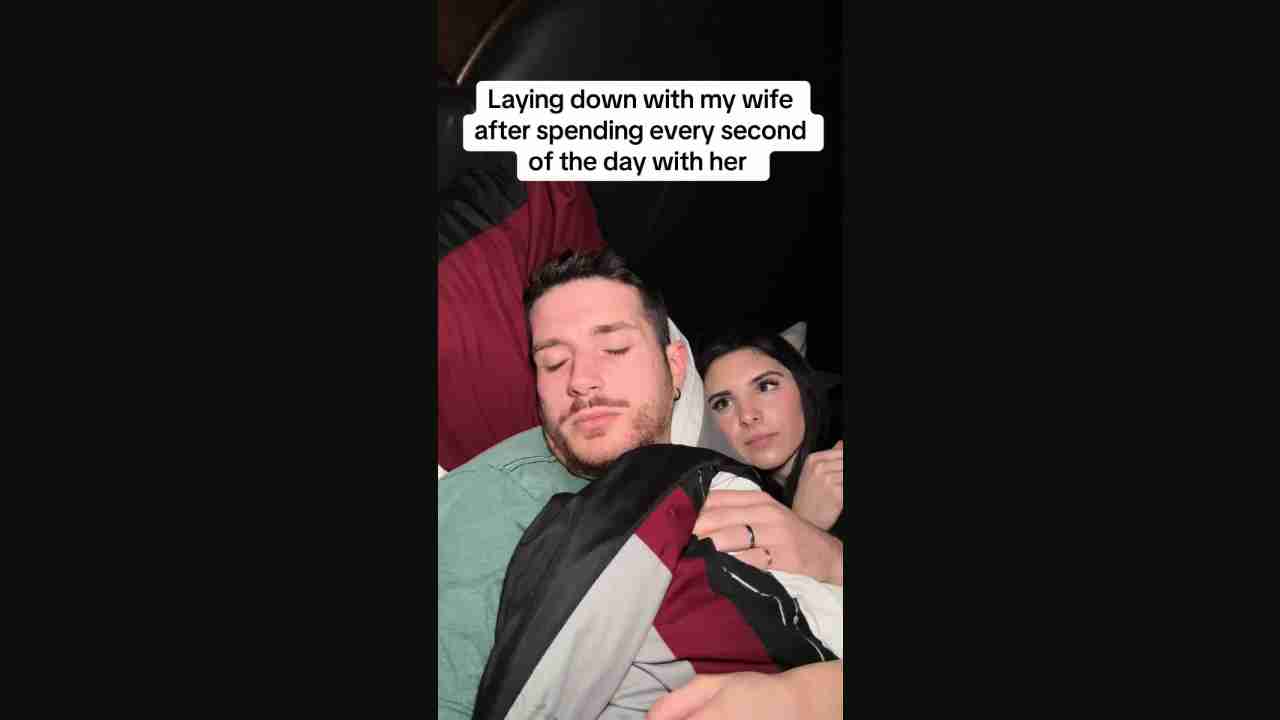 Laying down with my wife
after spending every second
of the day with her